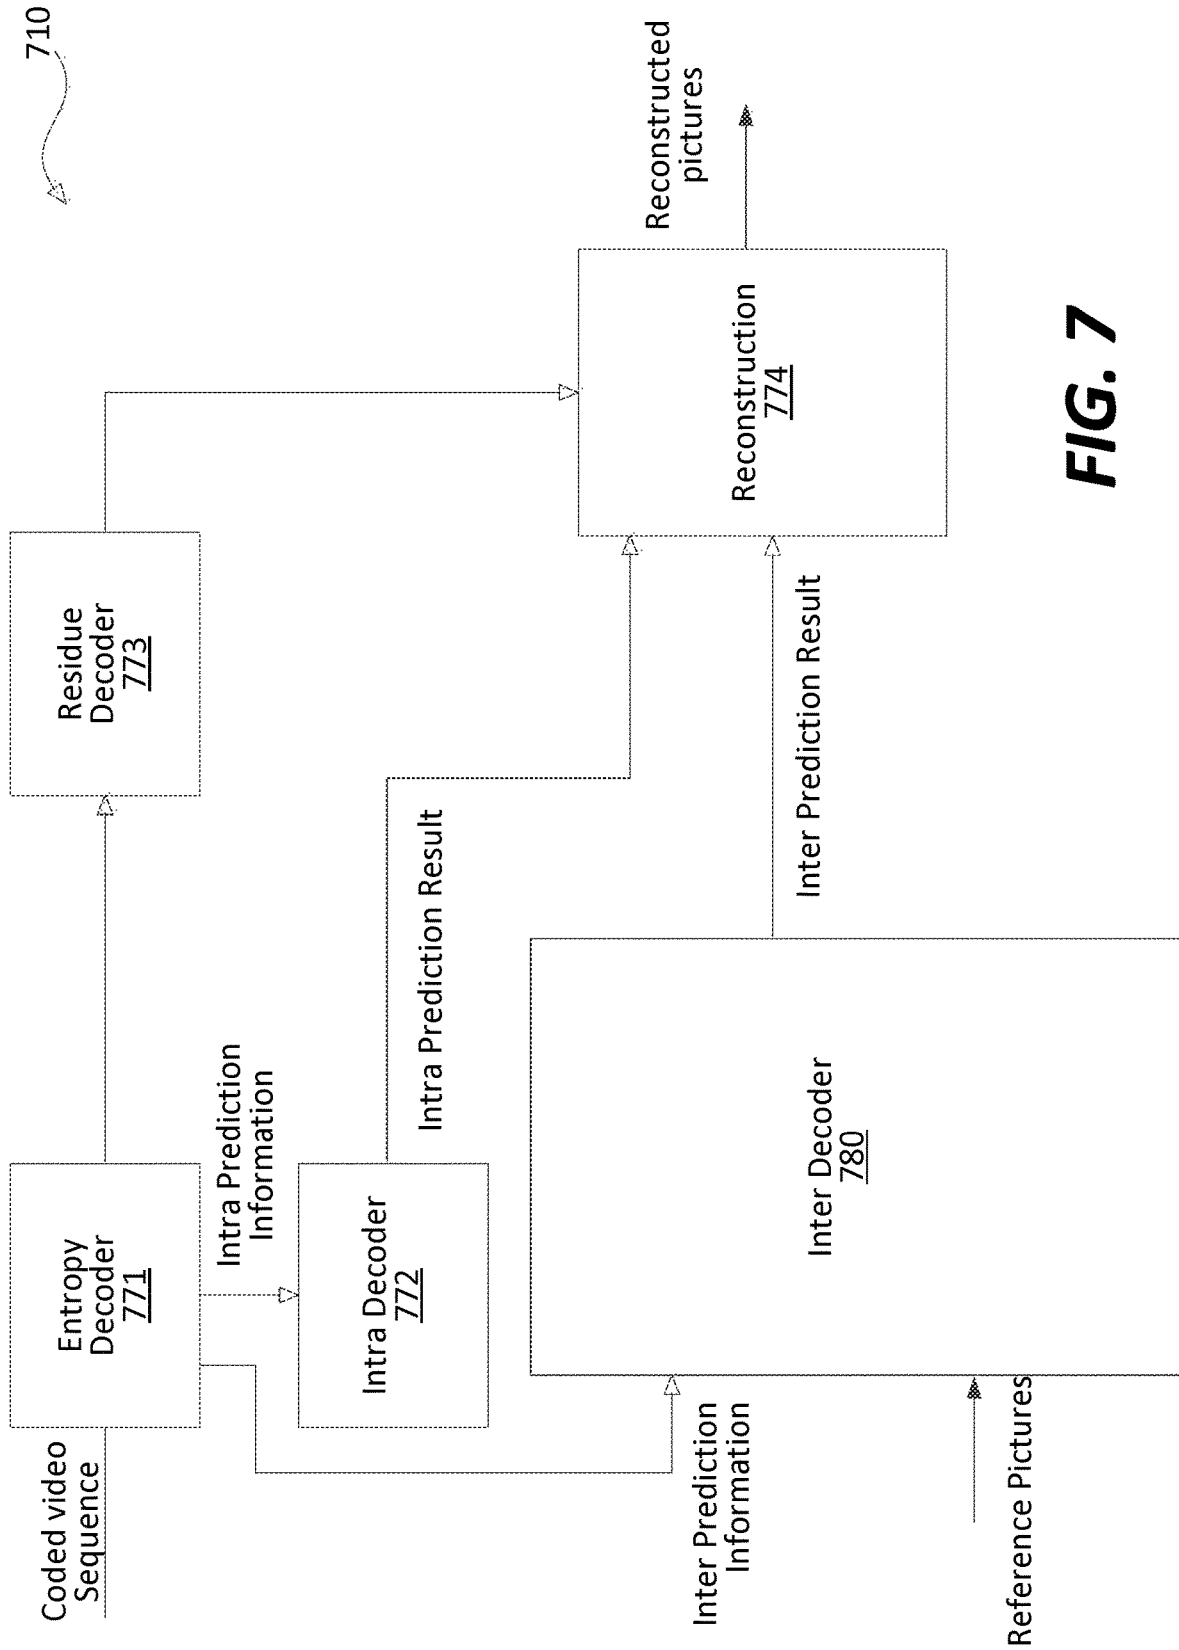 710
Coded video
Sequence
Entropy
Decoder
771
Residue
Decoder
773
Intra Prediction
Information
Intra Decoder
772
Intra Prediction Result
Inter Prediction
Information
Reference Pictures
Inter Decoder
780
Inter Prediction Result
Reconstruction
774
Reconstructed
pictures
FIG. 7